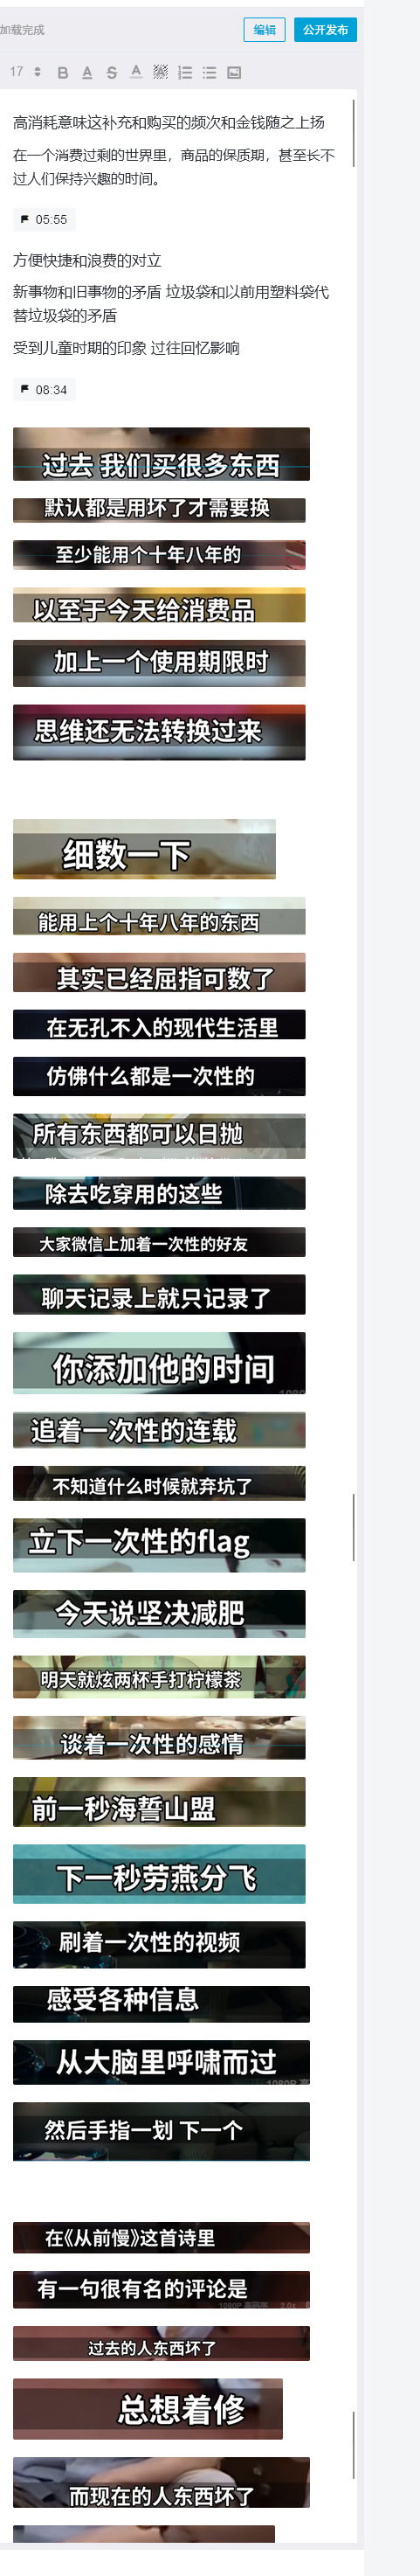 加载完成
编辑
公开发布
17
高消耗意味这补充和购买的频次和金钱随之上扬
在一个消费过剩的世界里，商品的保质期，甚至长不
过人们保持兴趣的时间。
05:55
方便快捷和浪费的对立
新事物和旧事物的矛盾 垃圾袋和以前用塑料袋代
替垃圾袋的矛盾
受到儿童时期的印象 过往回忆影响
08:34
过去 我们买很多东西
默认都是用坏了才需要换
至少能用个十年八年的
以至于今天给消费品
加上一个使用期限时
思维还无法转换过来
细数一下
能用上个十年八年的东西
其实已经屈指可数了
在无孔不入的现代生活里
仿佛什么都是一次性的
所有东西都可以日抛
除去吃穿用的这些
大家微信上加着一次性的好友
聊天记录上就只记录了
你添加他的时间
追着一次性的连载
不知道什么时候就弃坑了
立下一次性的flag
今天说坚决减肥
明天就炫两杯手打柠檬茶
谈着一次性的感情
前一秒海誓山盟
下一秒劳燕分飞
刷着一次性的视频
感受各种信息
从大脑里呼啸而过
然后手指一划 下一个
在《从前慢》这首诗里
有一句很有名的评论是
过去的人东西坏了
总想着修
而现在的人东西坏了